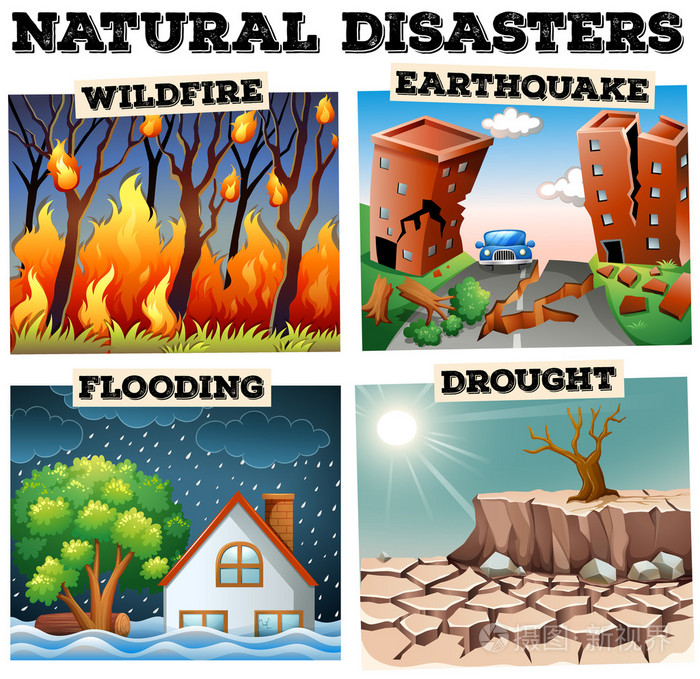 NATURAL DISASTERS
WILDFIRE
EARTHQUAKE
FLOODING
DROUGHT
摄图·新视界